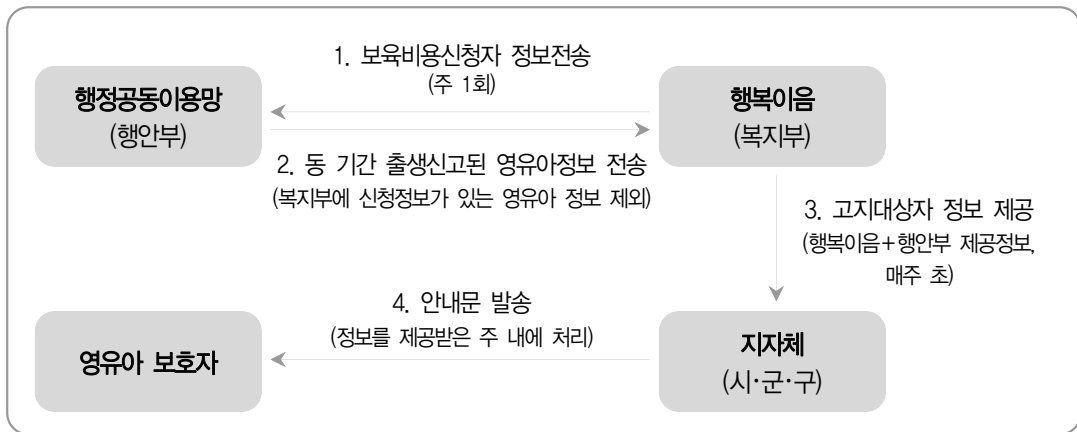 1. 보육비용신청자 정보전송
(주 1회)
행정공동이용망
(행안부)
행복이음
(복지부)
2. 동 기간 출생신고된 영유아정보 전송
(복지부에 신청정보가 있는 영유아 정보 제외)
3. 고지대상자 정보 제공
(행복이음+행안부 제공정보,
매주 초)
4. 안내문 발송
(정보를 제공받은 주 내에 처리)
영유아 보호자
지자체
(시·군·구)